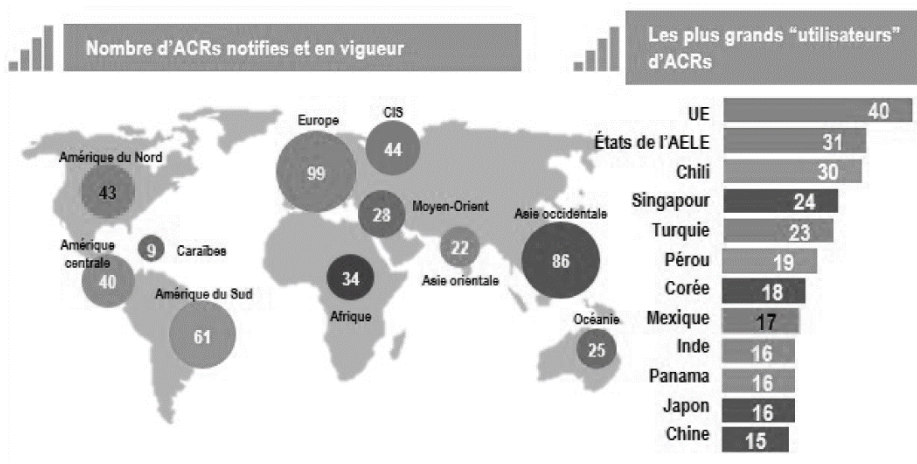 Nombre d'ACRs notifies et en vigueur
Les plus grands “utilisateurs”
d'ACRs
Europe
99
CIS
44
Amérique du Nord
43
Moyen-Orient
28
Asie occidentale
86
Amérique
centrale
40
9
Caraïbes
22
Asie orientale
34
Afrique
Amérique du Sud
61
Océanie
25
UE 40
États de l'AELE 31
Chili 30
Singapour 24
Turquie 23
Pérou 19
Corée 18
Mexique 17
Inde 16
Panama 16
Japon 16
Chine 15